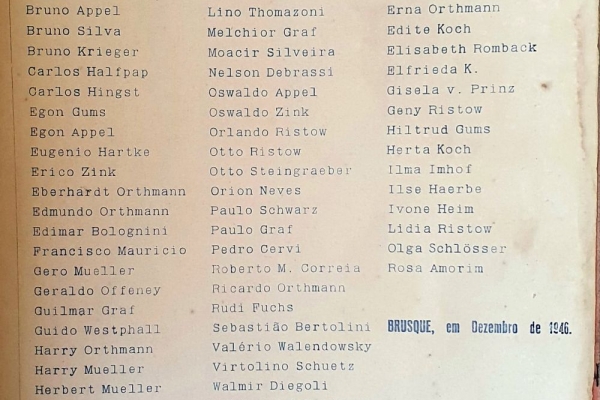 Bruno Appel
Bruno Silva
Bruno Krieger
Carlos Halfpap
Carlos Hingst
Egon Gums
Egon Appel
Eugenio Hartke
Erico Zink
Eberhardt Orthmann
Edmundo Orthmann
Edimar Bolognini
Francisco Mauricio
Gero Mueller
Geraldo Offeney
Guilmar Graf
Guido Westphall
Harry Orthmann
Harry Mueller
Herbert Mueller
Lino Thomazoni
Melchior Graf
Moacir Silveira
Nelson Debrassi
Oswaldo Appel
Oswaldo Zink
Orlando Ristow
Otto Ristow
Otto Steingraeber
Orion Neves
Paulo Schwarz
Paulo Graf
Pedro Cervi
Roberto M. Correia
Ricardo Orthmann
Rudi Fuchs
Sebastião Bertolini
Valério Walendowsky
Virtolino Schuetz
Walmir Diegoli
Erna Orthmann
Edite Koch
Elisabeth Romback
Elfrieda K.
Gisela v. Prinz
Geny Ristow
Hiltrud Gums
Herta Koch
Ilma Imhof
Ilse Haerbe
Ivone Heim
Lidia Ristow
Olga Schlösser
Rosa Amorim
BRUSQUE, em Dezembro de 1946.